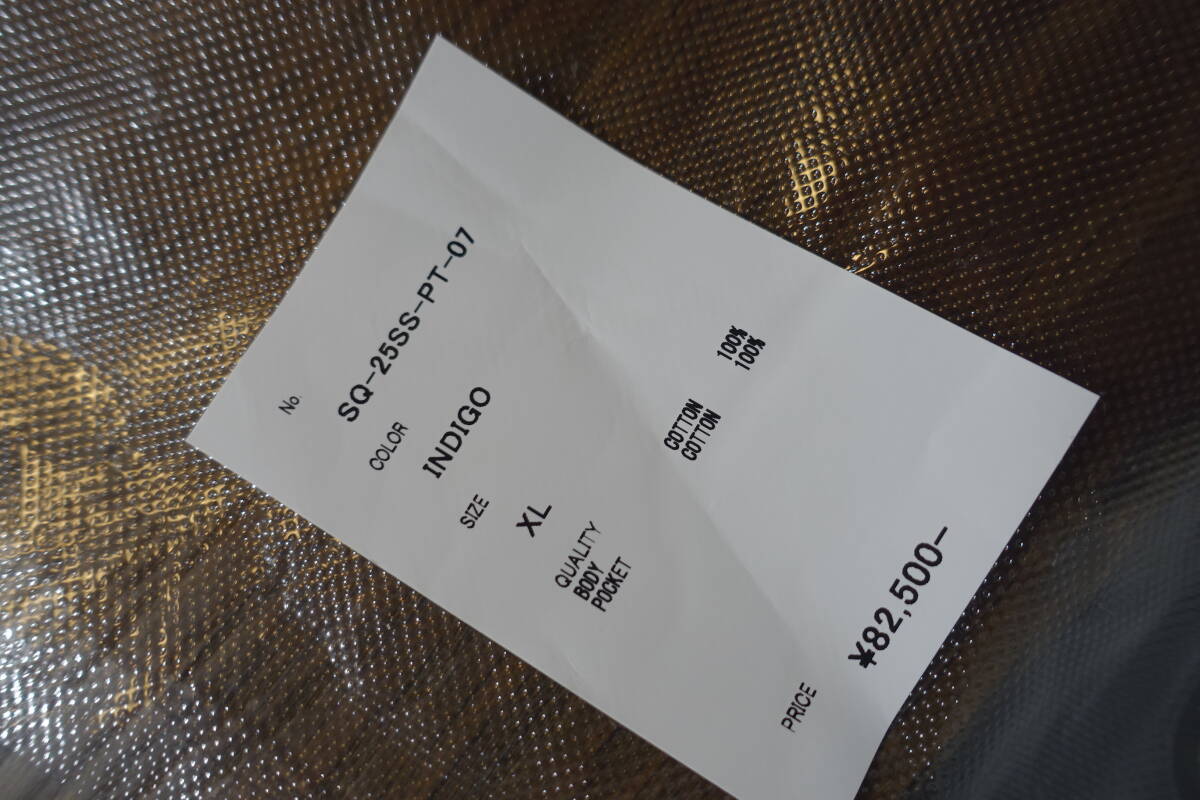 No.
SQ-25SS-PT-07
COLOR
INDIGO
SIZE
XL
QUALITY
BODY COTTON 100%
POCKET COTTON 100%
PRICE
¥82,500-